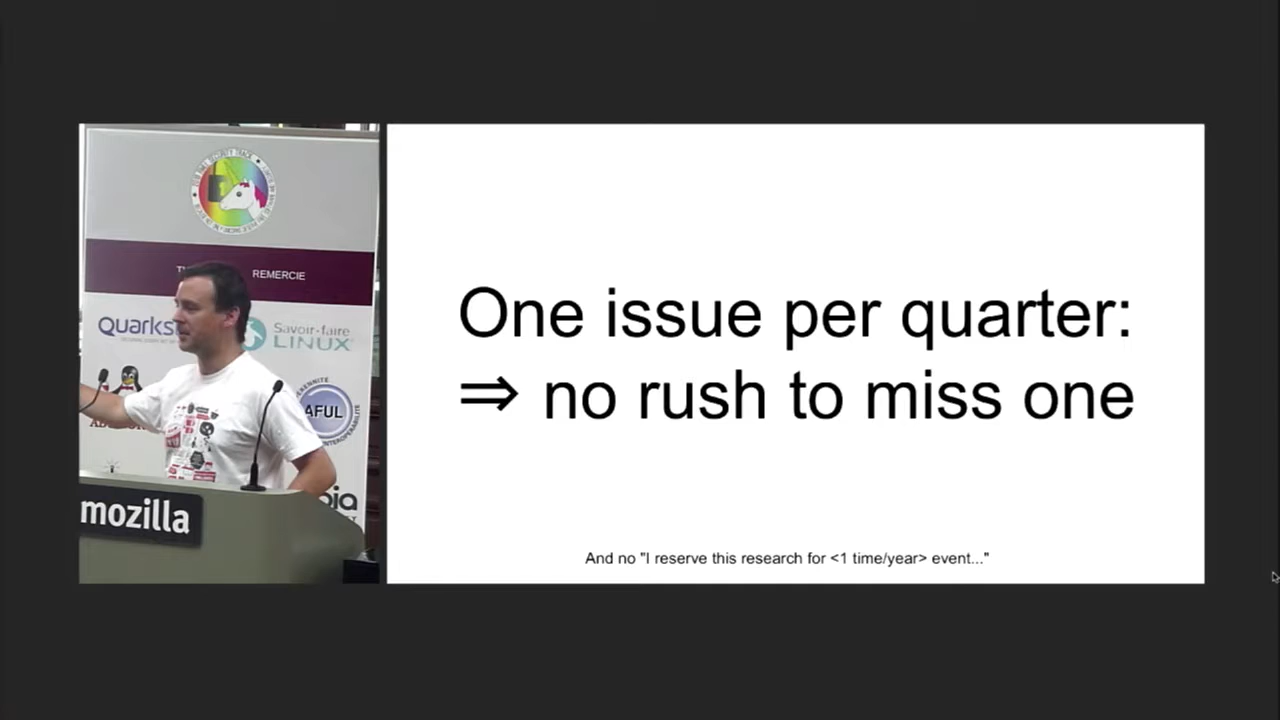 REMERCIE
Quarks
Savoir-faire
LINUX
AFUL
mozilla
One issue per quarter:
⇒ no rush to miss one
And no "I reserve this research for <1 time/year> event..."